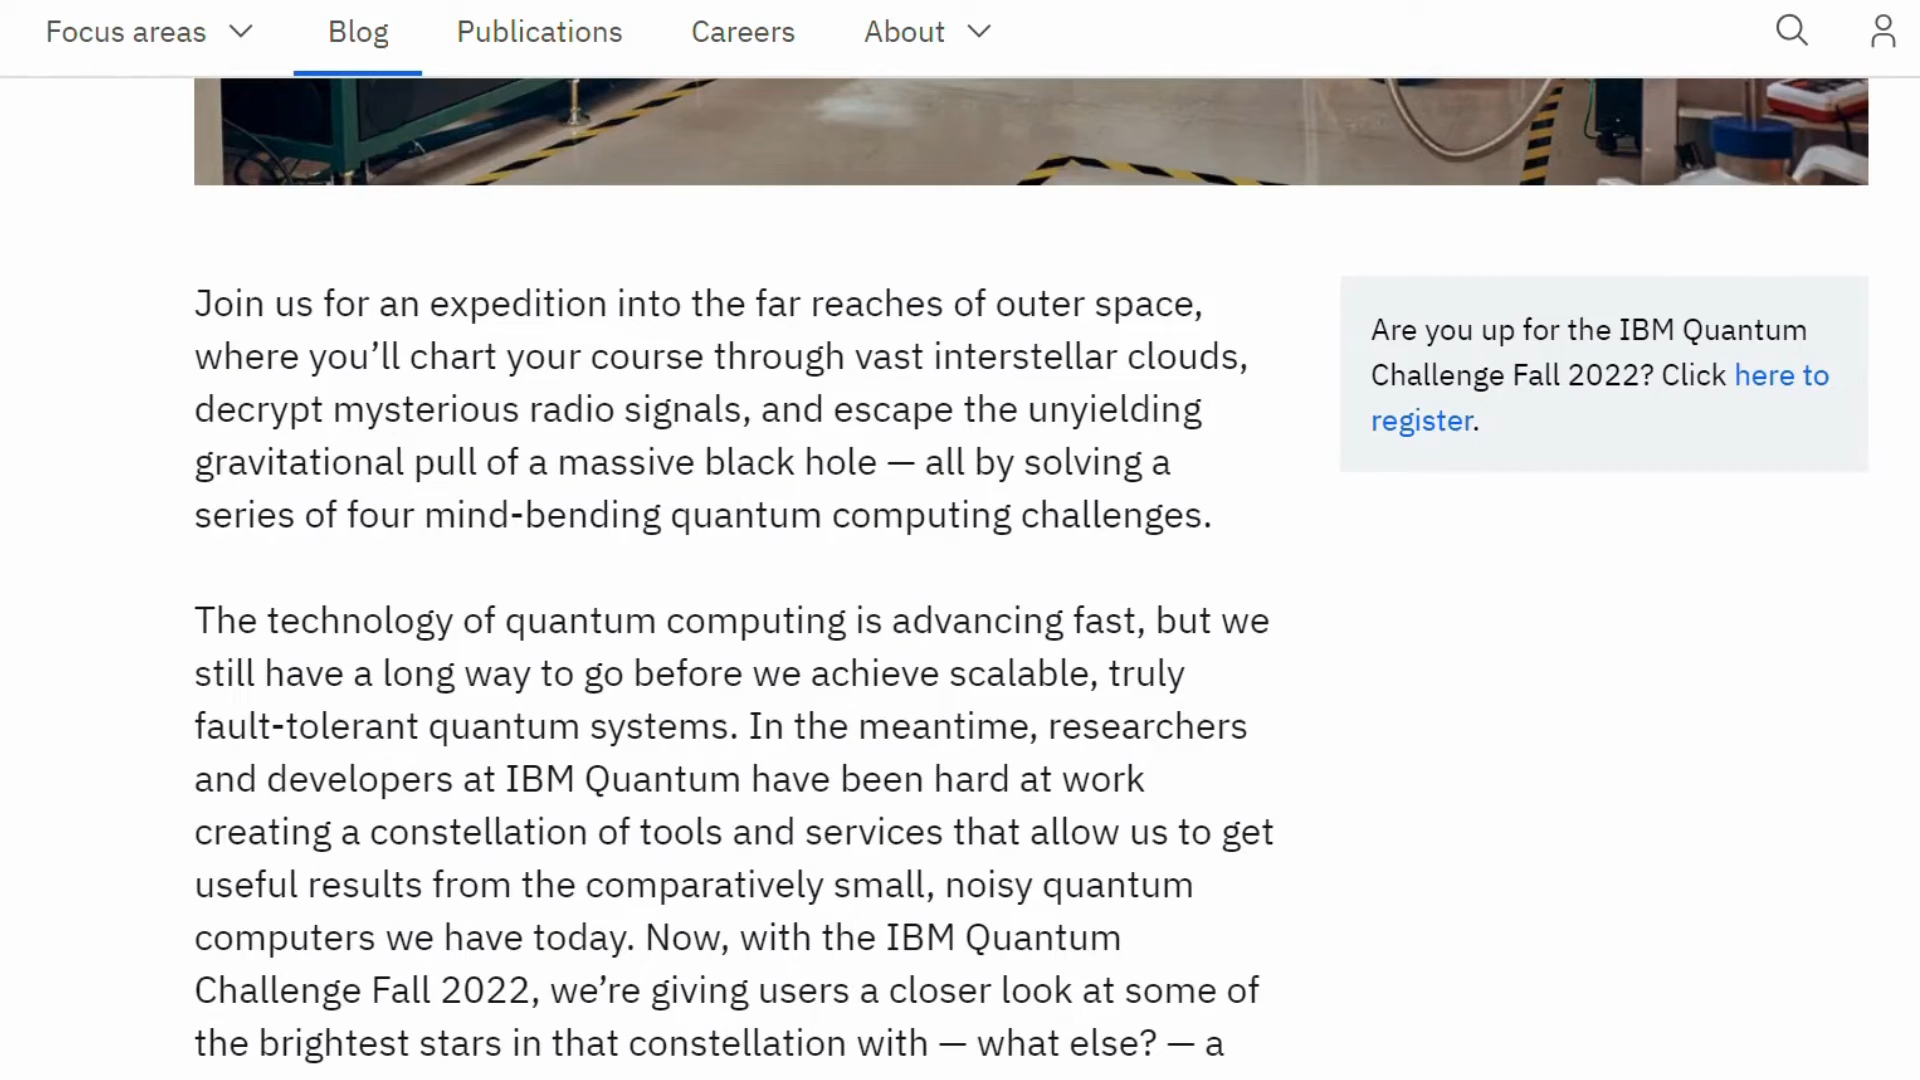 Focus areas Blog Publications Careers About
Join us for an expedition into the far reaches of outer space,
where you’ll chart your course through vast interstellar clouds,
decrypt mysterious radio signals, and escape the unyielding
gravitational pull of a massive black hole — all by solving a
series of four mind-bending quantum computing challenges.
Are you up for the IBM Quantum
Challenge Fall 2022? Click here to
register.
The technology of quantum computing is advancing fast, but we
still have a long way to go before we achieve scalable, truly
fault-tolerant quantum systems. In the meantime, researchers
and developers at IBM Quantum have been hard at work
creating a constellation of tools and services that allow us to get
useful results from the comparatively small, noisy quantum
computers we have today. Now, with the IBM Quantum
Challenge Fall 2022, we’re giving users a closer look at some of
the brightest stars in that constellation with — what else? — a